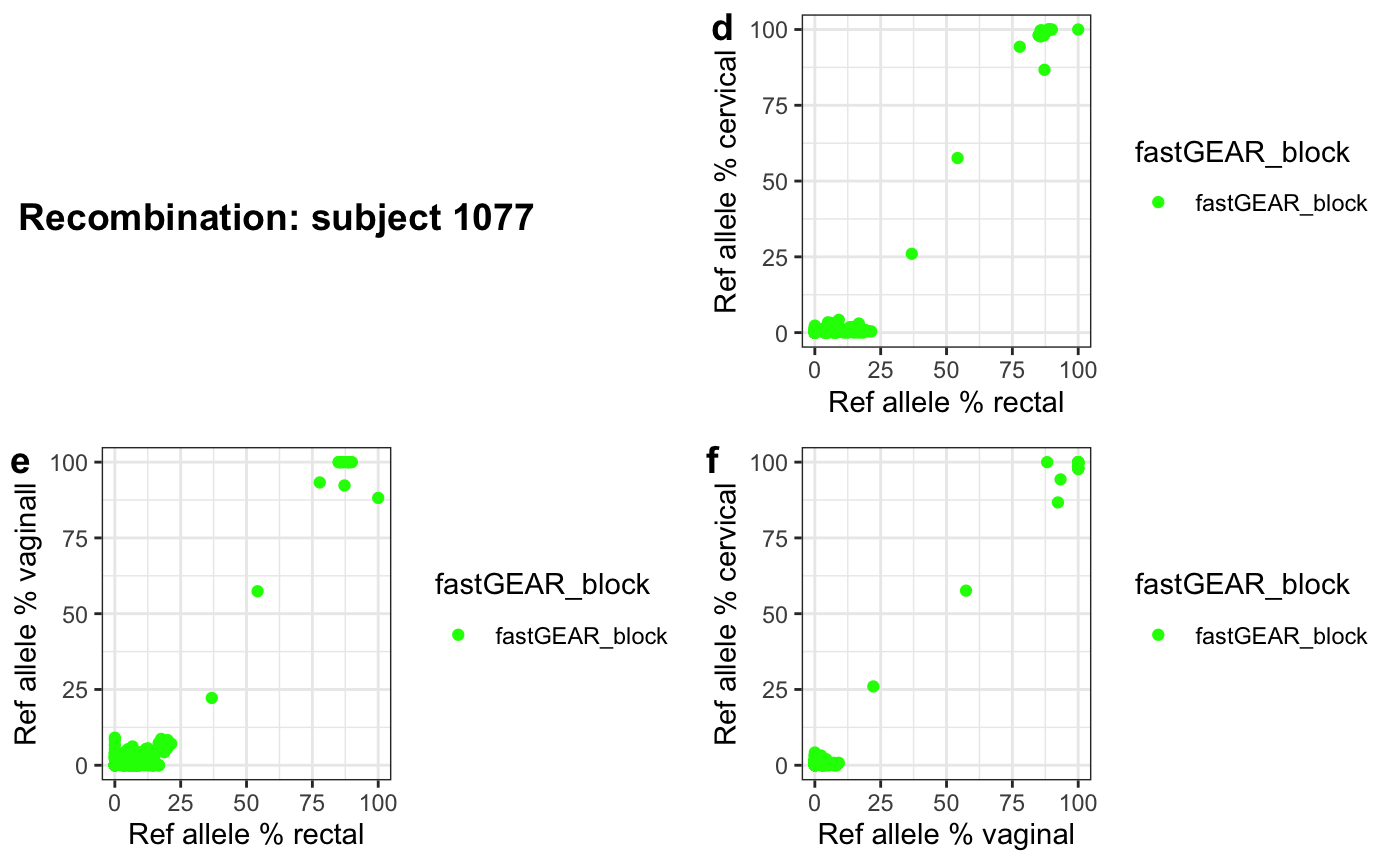 Recombination: subject 1077
d
Ref allele % cervical
100
75
50
25
0
0 25 50 75 100
Ref allele % rectal
fastGEAR_block
fastGEAR_block
e
Ref allele % vaginall
100
75
50
25
0
0 25 50 75 100
Ref allele % rectal
fastGEAR_block
fastGEAR_block
f
Ref allele % cervical
100
75
50
25
0
0 25 50 75 100
Ref allele % vaginal
fastGEAR_block
fastGEAR_block